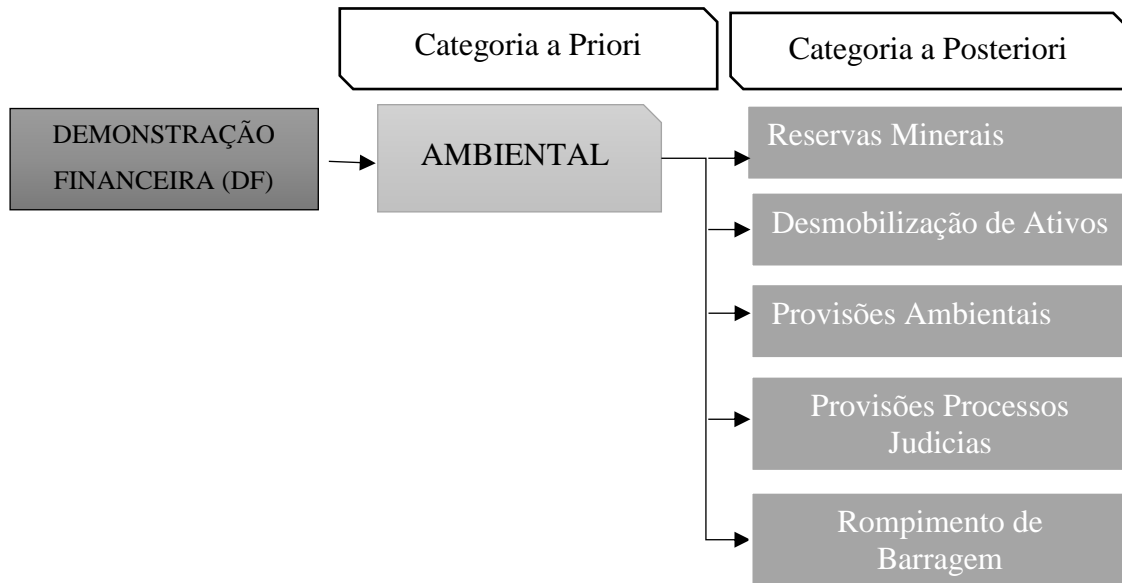 Categoria a Priori
Categoria a Posteriori
DEMONSTRAÇÃO
FINANCEIRA (DF)
AMBIENTAL
Reservas Minerais
Desmobilização de Ativos
Provisões Ambientais
Provisões Processos
Judicias
Rompimento de
Barragem